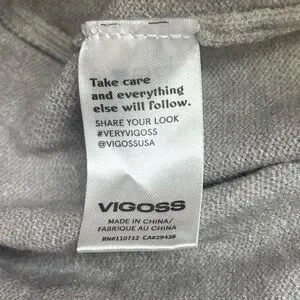 Take care
and everything
else will follow.
SHARE YOUR LOOK
#VERYVIGOSS
@VIGOSSUSA
VIGOSS
MADE IN CHINA/
FABRIQUE AU CHINA
RN#110712 CA#29438